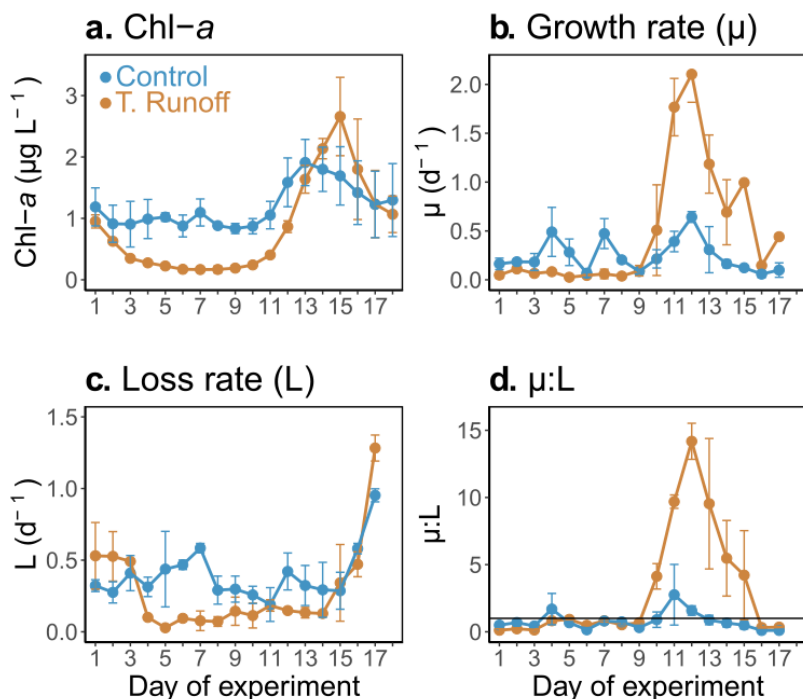 a. Chl−a
Chl−a (µg L−1)
3
2
1
0
Control
T. Runoff
1 3 5 7 9 11 13 15 17
b. Growth rate (µ)
µ (d−1)
2.0
1.5
1.0
0.5
0.0
1 3 5 7 9 11 13 15 17
c. Loss rate (L)
L (d−1)
1.5
1.0
0.5
0.0
1 3 5 7 9 11 13 15 17
Day of experiment
d. µ:L
µ:L
15
10
5
0
1 3 5 7 9 11 13 15 17
Day of experiment